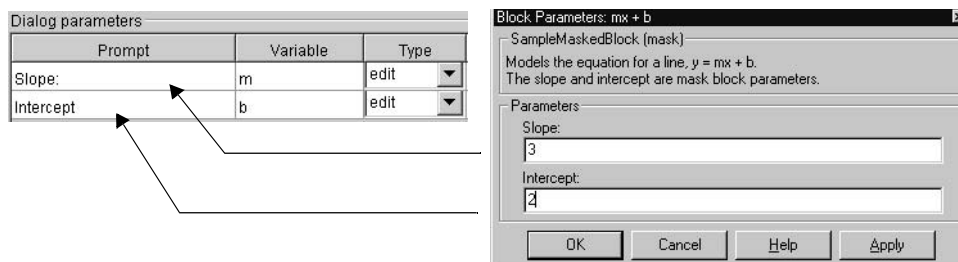 Dialog parameters
Prompt Variable Type
Slope: m edit
Intercept b edit
Block Parameters: mx + b
SampleMaskedBlock (mask)
Models the equation for a line, y = mx + b.
The slope and intercept are mask block parameters.
Parameters
Slope:
3
Intercept:
2
OK Cancel Help Apply